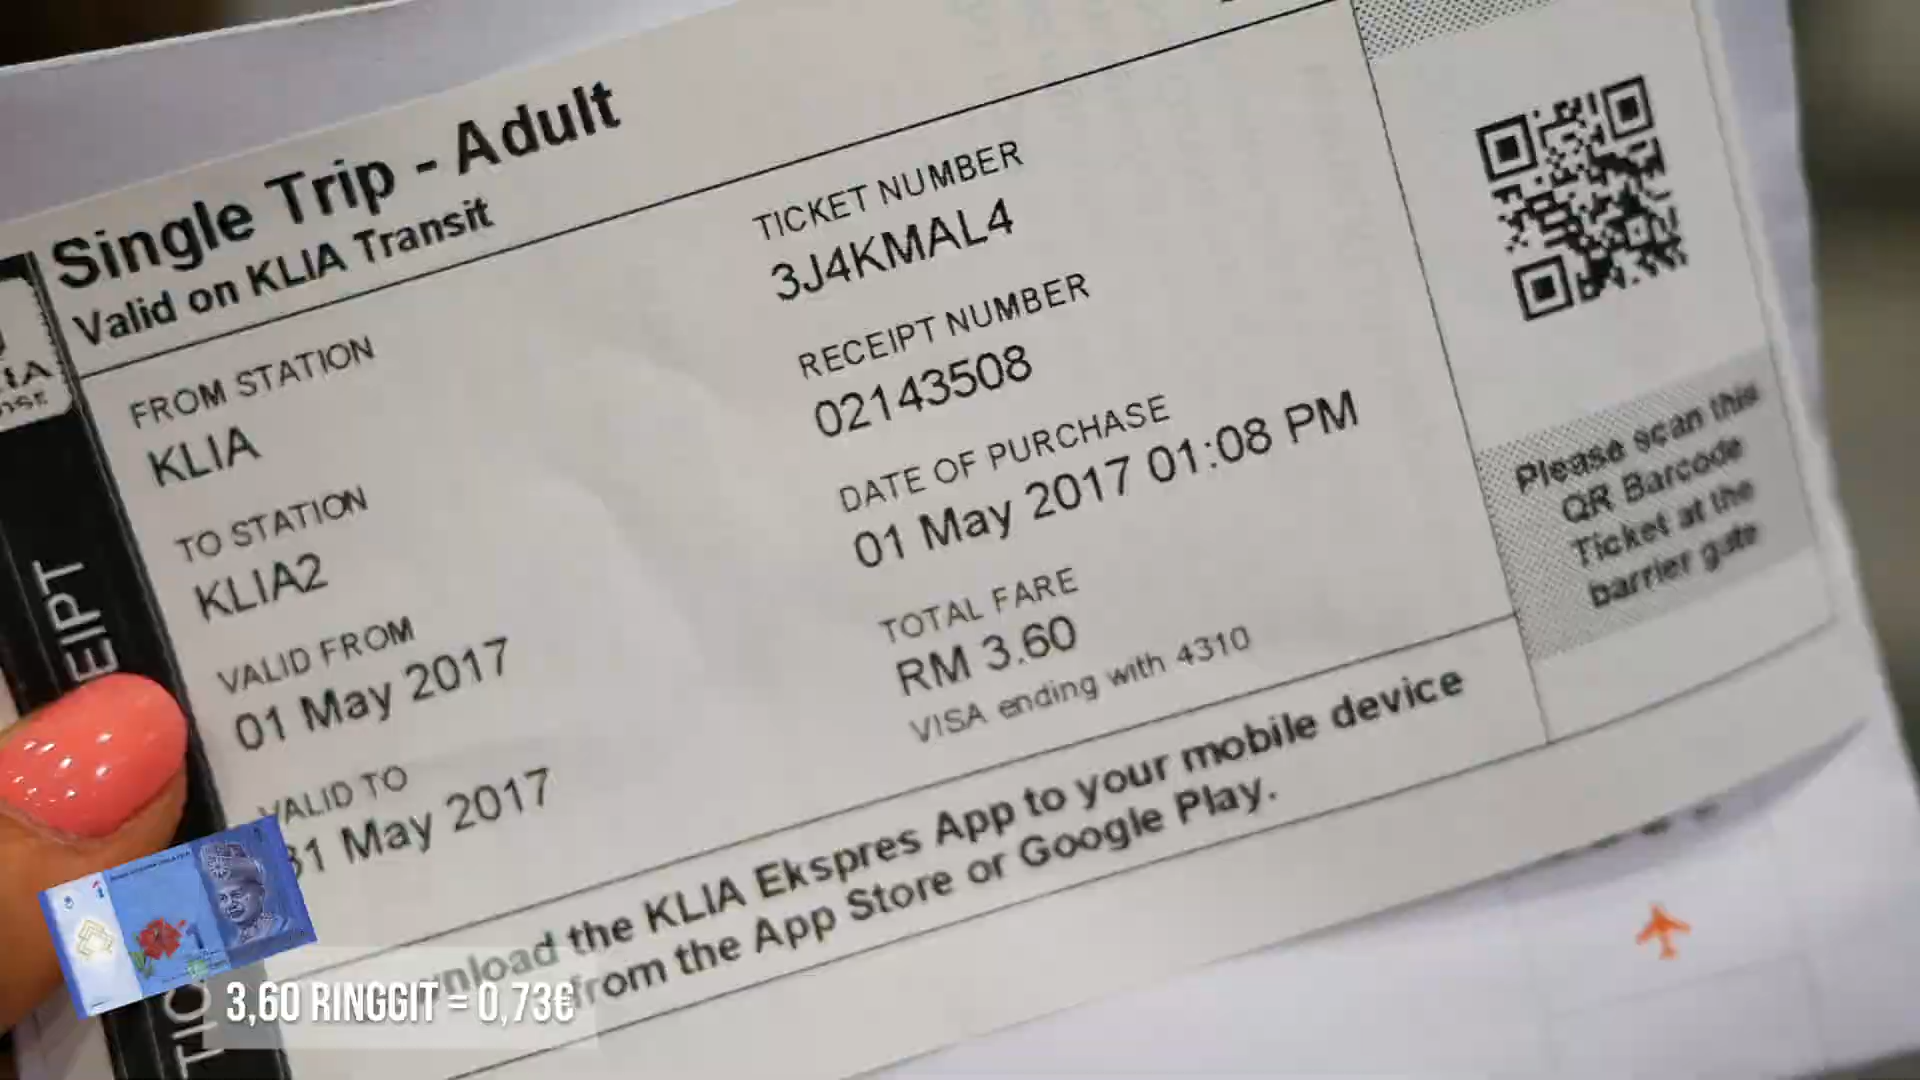 Single Trip - Adult
Valid on KLIA Transit
FROM STATION
KLIA
TO STATION
KLIA2
VALID FROM
01 May 2017
VALID TO
31 May 2017
TICKET NUMBER
3J4KMAL4
RECEIPT NUMBER
02143508
DATE OF PURCHASE
01 May 2017 01:08 PM
TOTAL FARE
RM 3.60
VISA ending with 4310
Please scan this
QR Barcode
Ticket at the
barrier gate
nload the KLIA Ekspres App to your mobile device
from the App Store or Google Play.
EIPT
TIC
3,60 RINGGIT = 0,73€